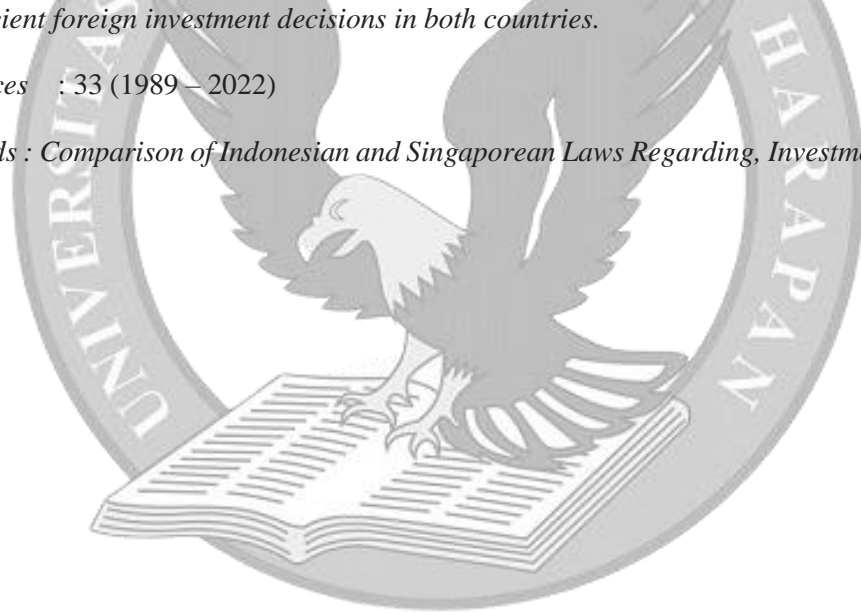 cient foreign investment decisions in both countries.
ces : 33 (1989 – 2022)
ds : Comparison of Indonesian and Singaporean Laws Regarding, Investm
UNIVERSITAS
HARAPAN